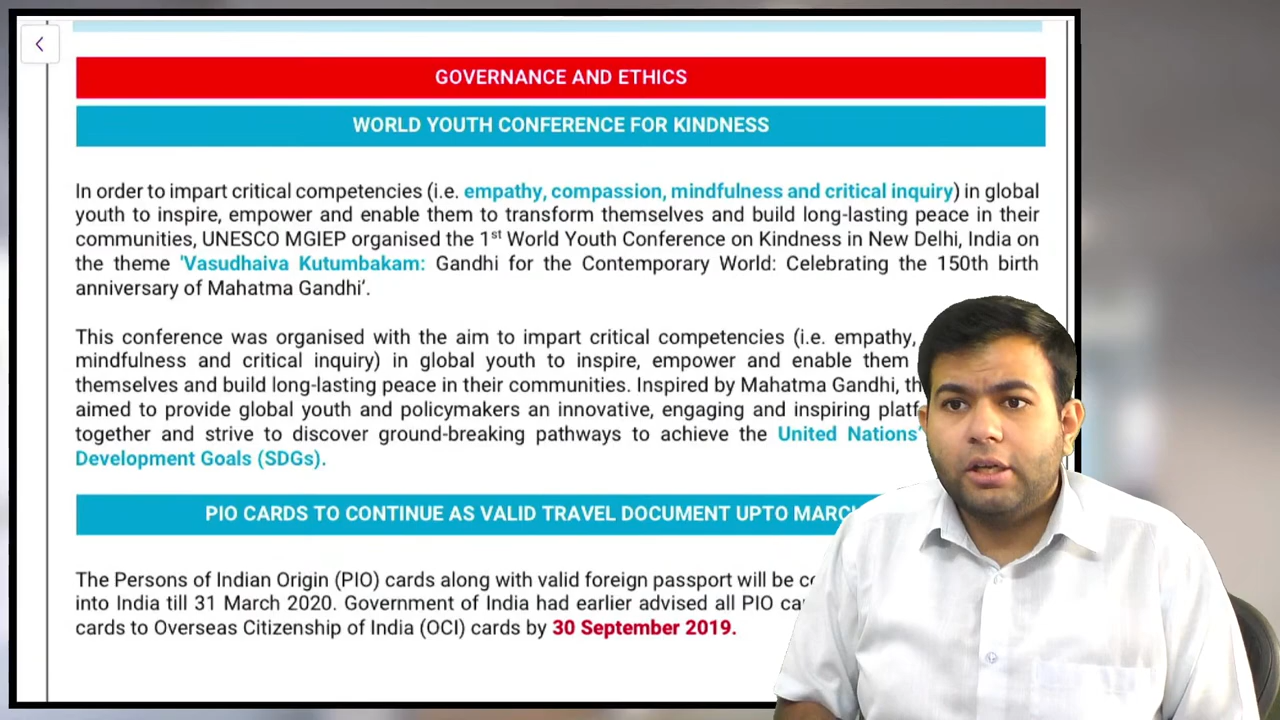 GOVERNANCE AND ETHICS
WORLD YOUTH CONFERENCE FOR KINDNESS
In order to impart critical competencies (i.e. empathy, compassion, mindfulness and critical inquiry) in global
youth to inspire, empower and enable them to transform themselves and build long-lasting peace in their
communities, UNESCO MGIEP organised the 1st World Youth Conference on Kindness in New Delhi, India on
the theme 'Vasudhaiva Kutumbakam: Gandhi for the Contemporary World: Celebrating the 150th birth
anniversary of Mahatma Gandhi'.
This conference was organised with the aim to impart critical competencies (i.e. empathy,
mindfulness and critical inquiry) in global youth to inspire, empower and enable them
themselves and build long-lasting peace in their communities. Inspired by Mahatma Gandhi,
aimed to provide global youth and policymakers an innovative, engaging and inspiring
together and strive to discover ground-breaking pathways to achieve the United Nations'
Development Goals (SDGs).
PIO CARDS TO CONTINUE AS VALID TRAVEL DOCUMENT UPTO
The Persons of Indian Origin (PIO) cards along with valid foreign passport will be
into India till 31 March 2020. Government of India had earlier advised all PIO
cards to Overseas Citizenship of India (OCI) cards by 30 September 2019.